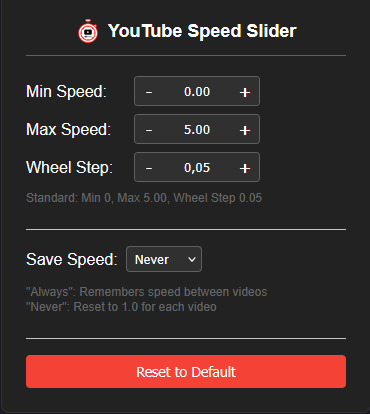 YouTube Speed Slider
Min Speed: - 0.00 +
Max Speed: - 5.00 +
Wheel Step: - 0,05 +
Standard: Min 0, Max 5.00, Wheel Step 0.05
Save Speed: Never
"Always": Remembers speed between videos
"Never": Reset to 1.0 for each video
Reset to Default